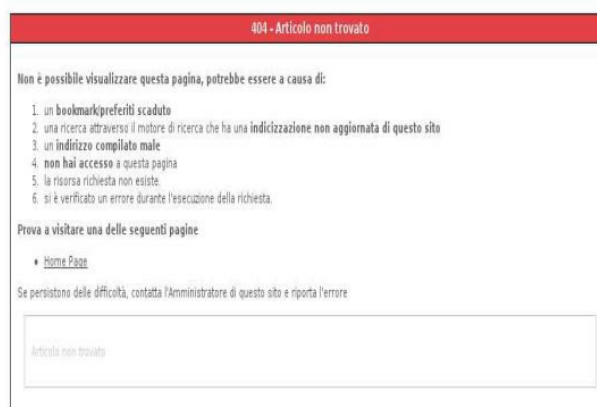 404 - Articolo non trovato
Non è possibile visualizzare questa pagina, potrebbe essere a causa di:
1. un bookmark/preferiti scaduto
2. una ricerca attraverso il motore di ricerca che ha una indicizzazione non aggiornata di questo sito
3. un indirizzo compilato male
4. non hai accesso a questa pagina
5. la risorsa richiesta non esiste.
6. si è verificato un errore durante l'esecuzione della richiesta.
Prova a visitare una delle seguenti pagine
• Home Page
Se persistono delle difficoltà, contatta l'Amministratore di questo sito e riporta l'errore
Articolo non trovato